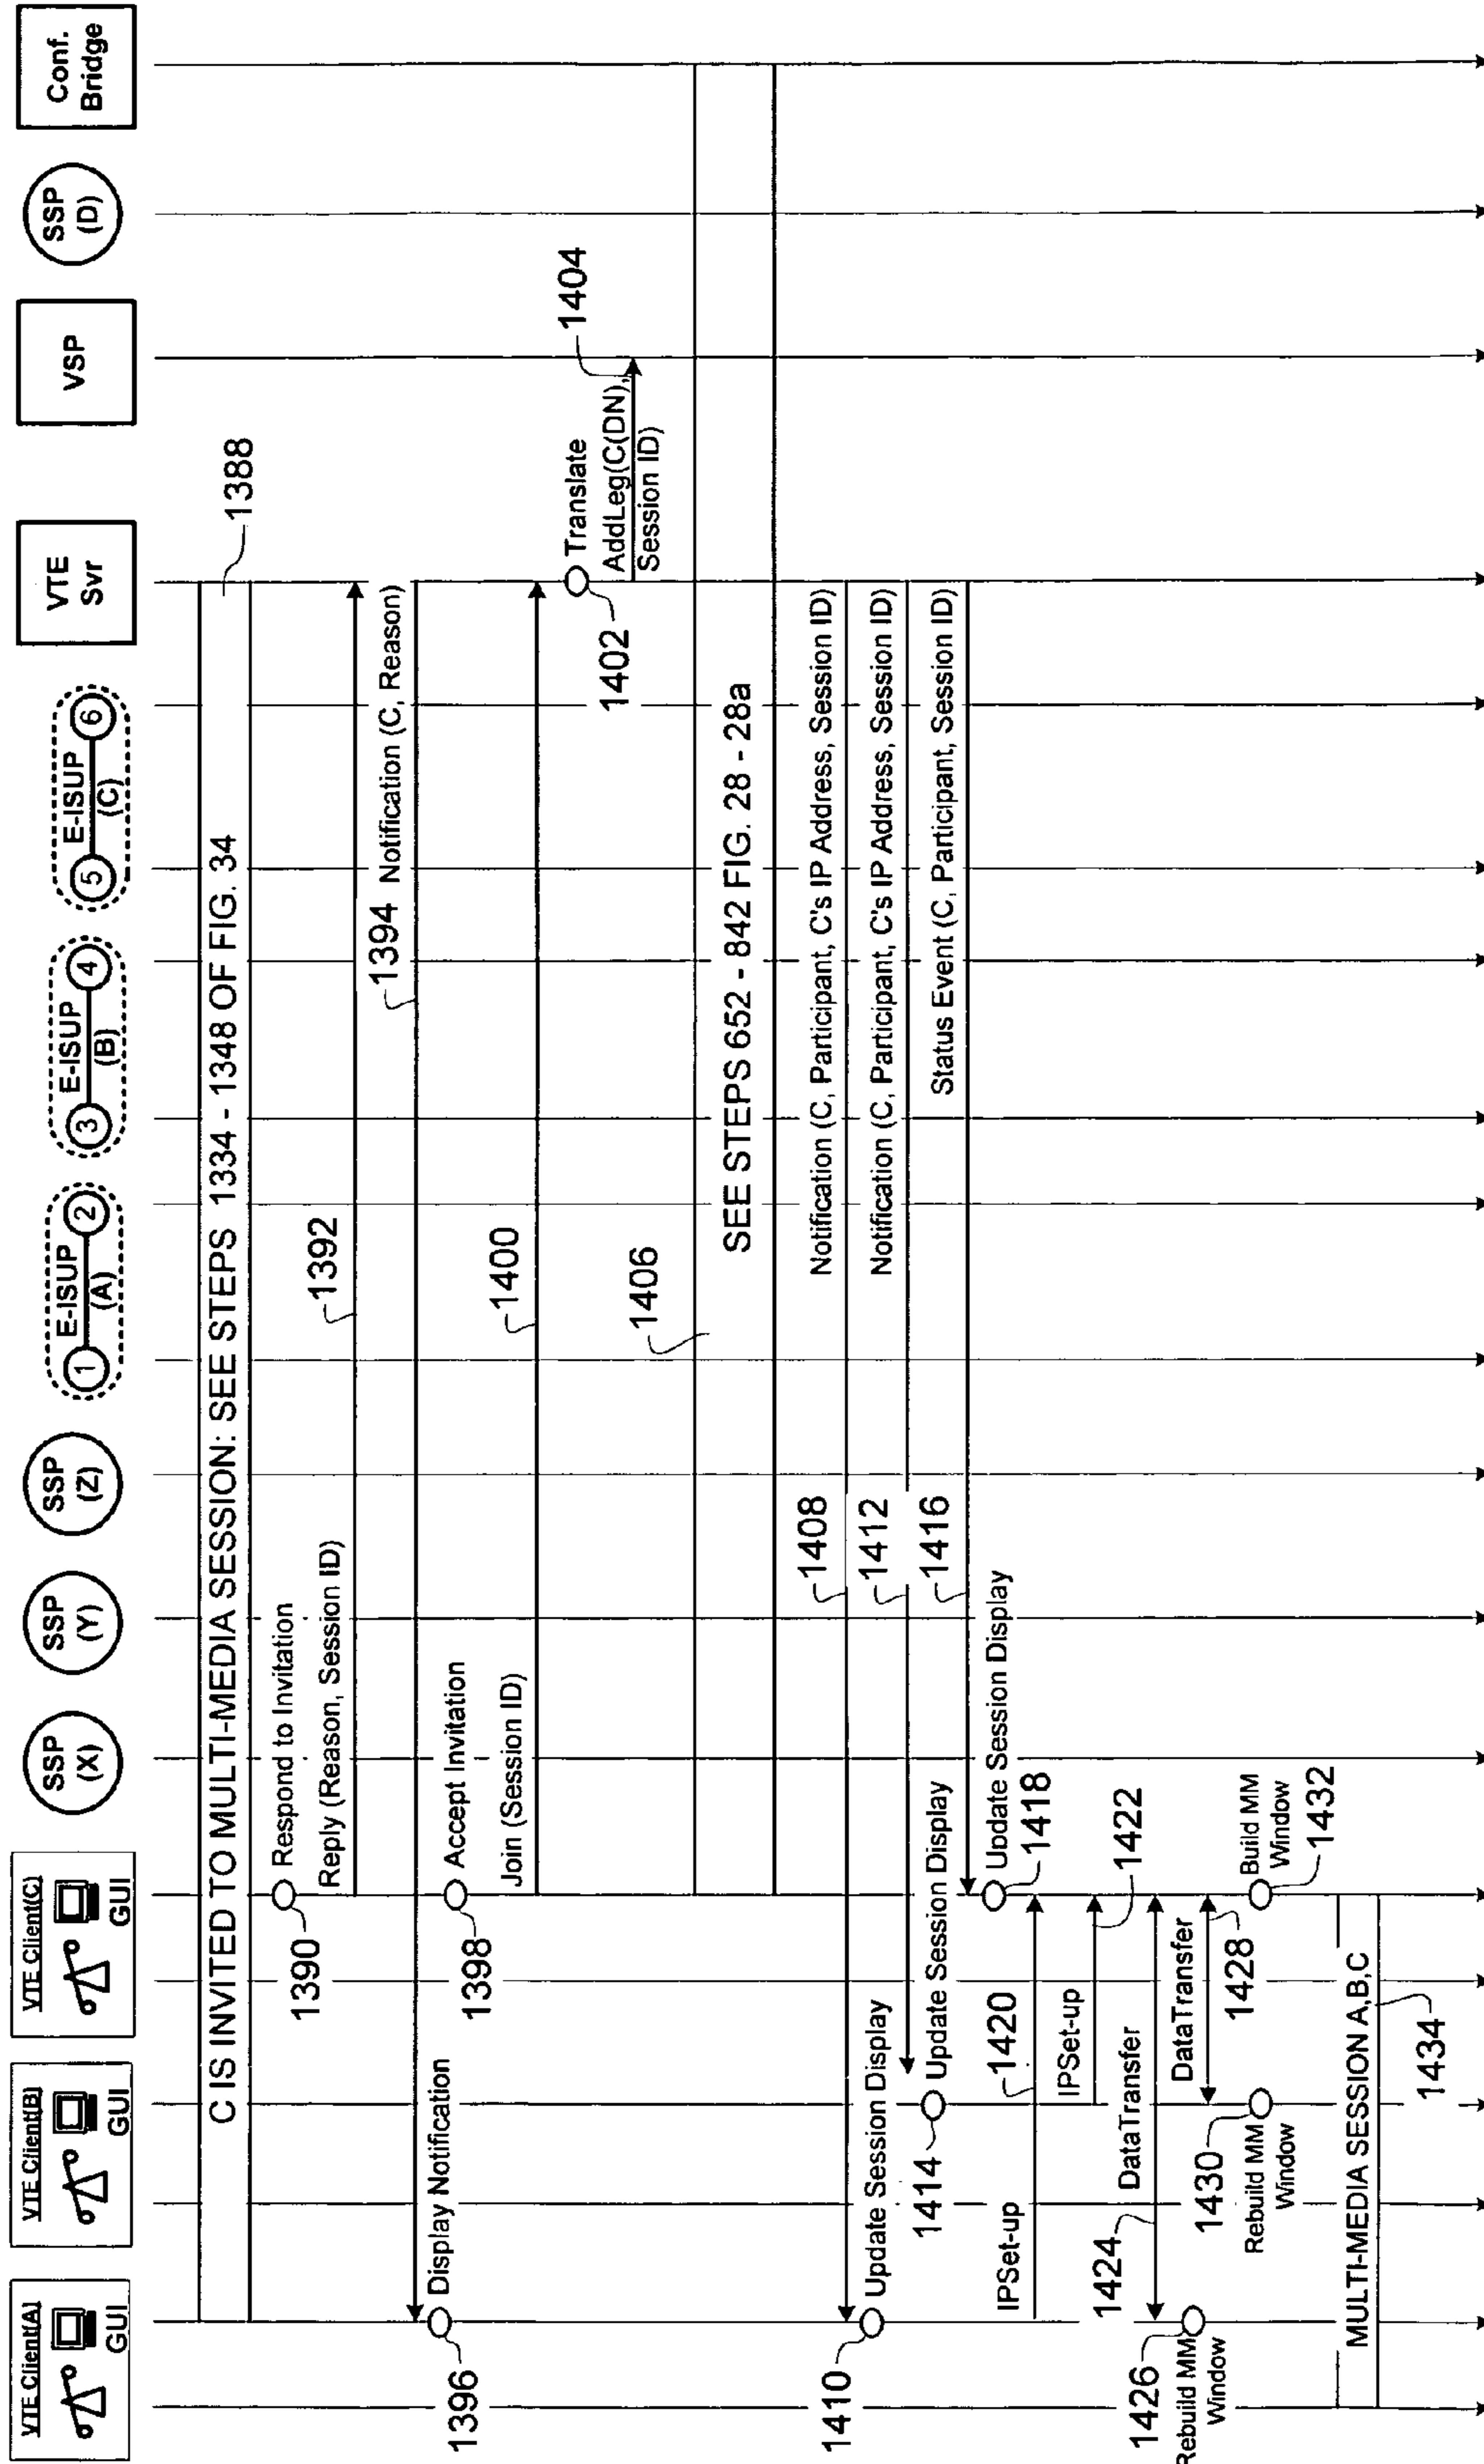 VTE Client(A)
GUI
VTE Client(B)
GUI
VTE Client(C)
GUI
SSP
(X)
SSP
(Y)
SSP
(Z)
1
E-ISUP
(A)
2
3
E-ISUP
(B)
4
5
E-ISUP
(C)
6
VTE
Svr
VSP
SSP
(D)
Conf.
Bridge
C IS INVITED TO MULTI-MEDIA SESSION: SEE STEPS 1334 - 1348 OF FIG. 34
1388
1390
Respond to Invitation
Reply (Reason, Session ID)
1392
1394
Notification (C, Reason)
1396
Display Notification
1398
Accept Invitation
Join (Session ID)
1400
1402
Translate
AddLeg(C(DN),
Session ID)
1404
1406
SEE STEPS 652 - 842 FIG. 28 - 28a
1408
Notification (C, Participant, C's IP Address, Session ID)
1410
Update Session Display
1412
Notification (C, Participant, C's IP Address, Session ID)
1414
Update Session Display
1416
Status Event (C, Participant, Session ID)
Update Session Display
1418
IPSet-up
1420
IPSet-up
1422
1424
DataTransfer
1426
Rebuild MM
Window
DataTransfer
1428
1430
Rebuild MM
Window
Build MM
Window
1432
MULTI-MEDIA SESSION A,B,C
1434